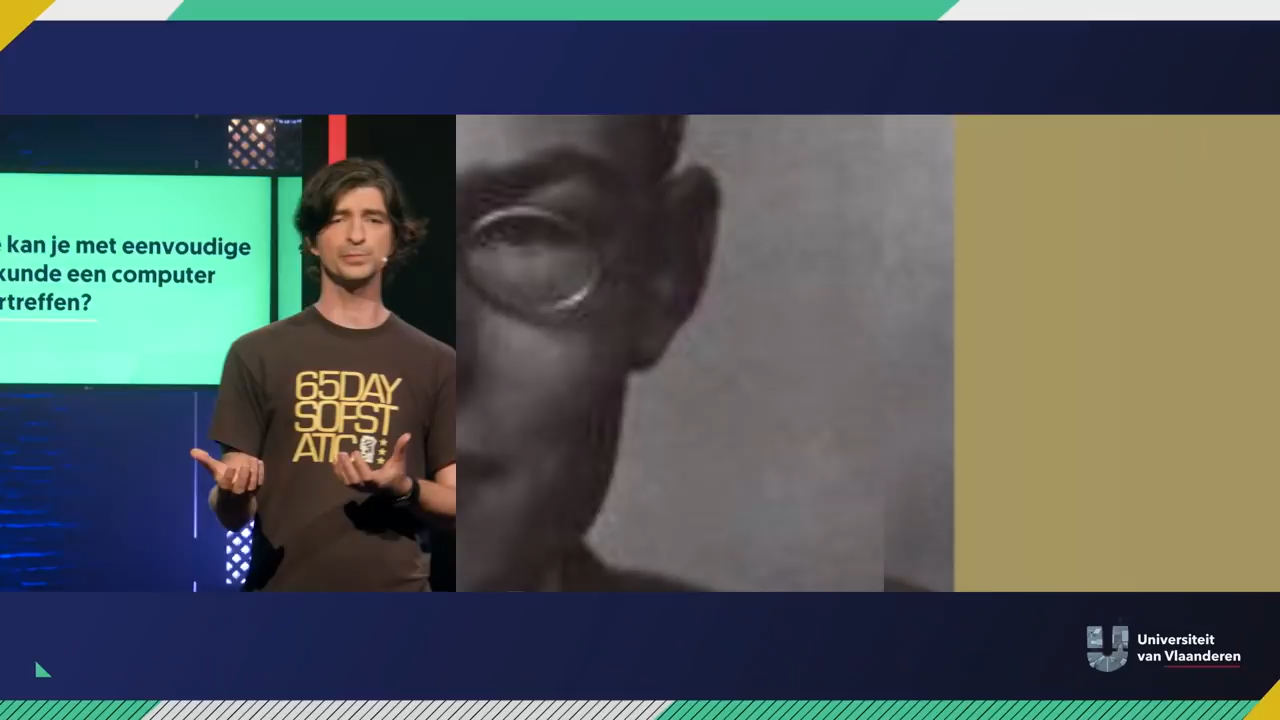 kan je met eenvoudige
kunde een computer
rtreffen?
65DAY
SOFST
ATIC
Universiteit
van Vlaanderen